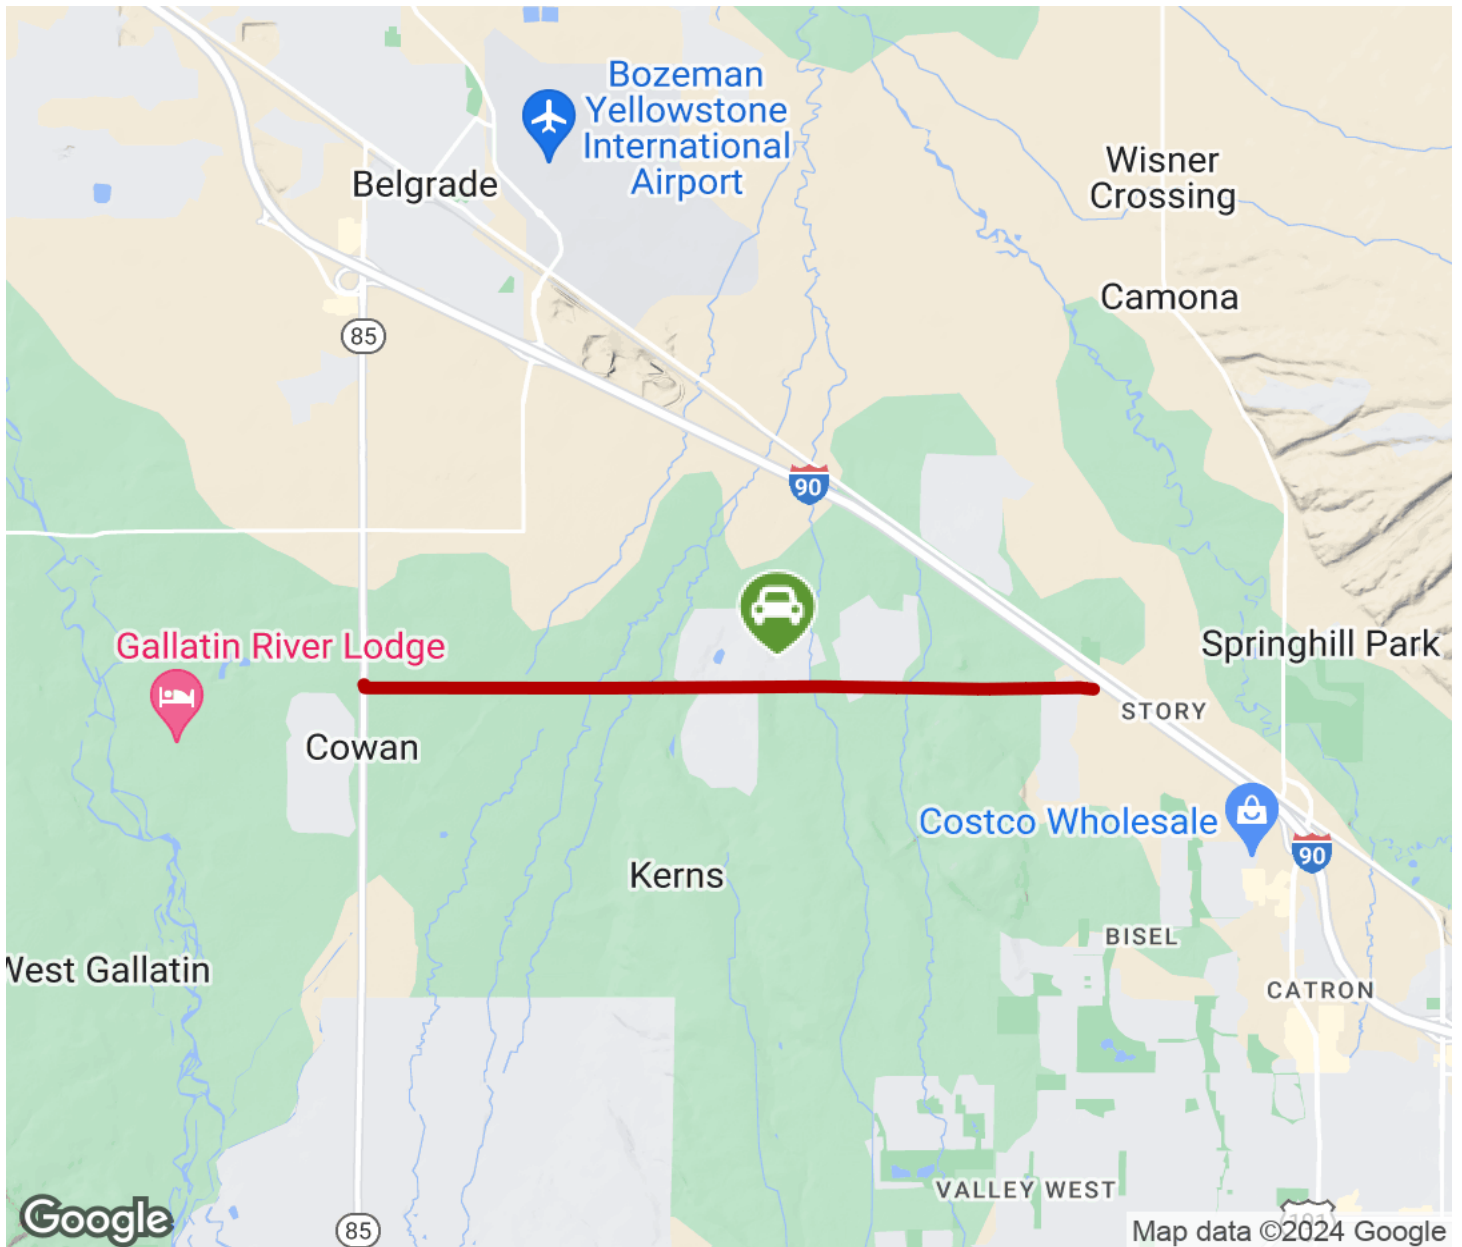 Bozeman
Yellowstone
International
Airport
Belgrade
Wisner
Crossing
Camona
85
90
Gallatin River Lodge
Springhill Park
STORY
Cowan
Costco Wholesale
90
Kerns
BISEL
West Gallatin
CATRON
VALLEY WEST
191
Google
85
Map data ©2024 Google